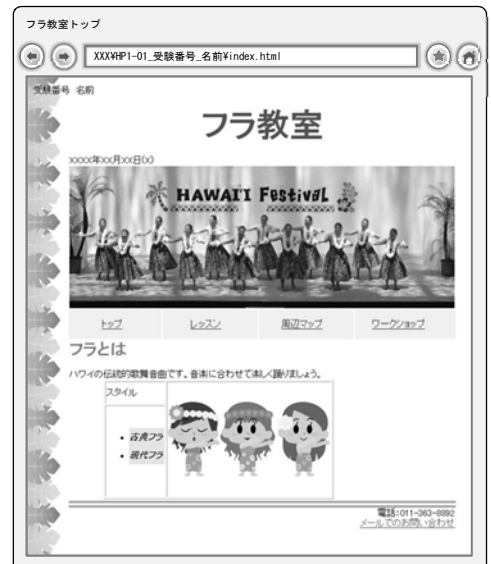 フラ教室トップ
XXX¥HP1-01_受験番号_名前¥index.html
受験番号 名前
フラ教室
xxxx年xx月xx日(x)
HAWAI'I Festival
トップ レッスン 周辺マップ ワークショップ
フラとは
ハワイの伝統的歌舞音曲です。音楽に合わせて楽しく踊りましょう。
スタイル
• 古典フラ
• 現代フラ
電話:011-363-8892
メールでのお問い合わせ